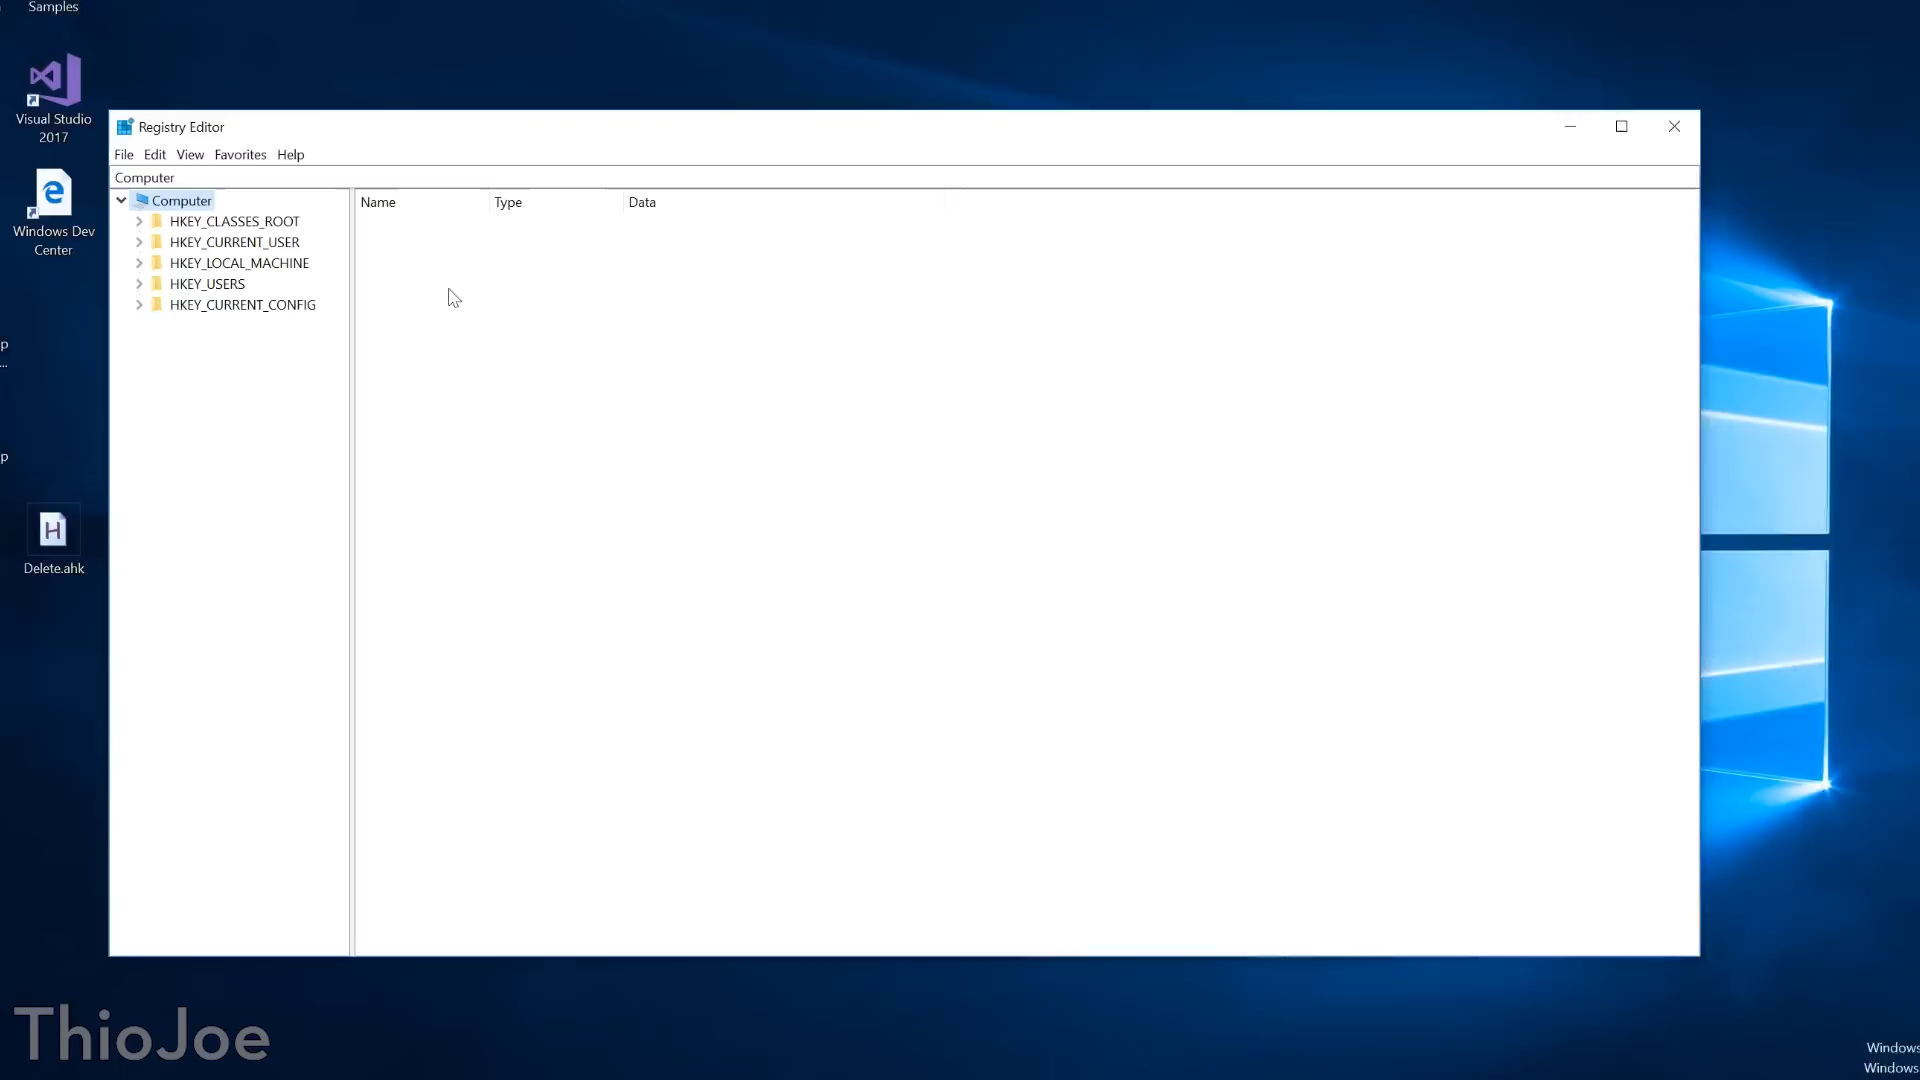 Samples
Visual Studio
2017
Windows Dev
Center
p
...
p
H
Delete.ahk
Registry Editor
File Edit View Favorites Help
Computer
Computer
HKEY_CLASSES_ROOT
HKEY_CURRENT_USER
HKEY_LOCAL_MACHINE
HKEY_USERS
HKEY_CURRENT_CONFIG
Name Type Data
ThioJoe
Windows
Windows